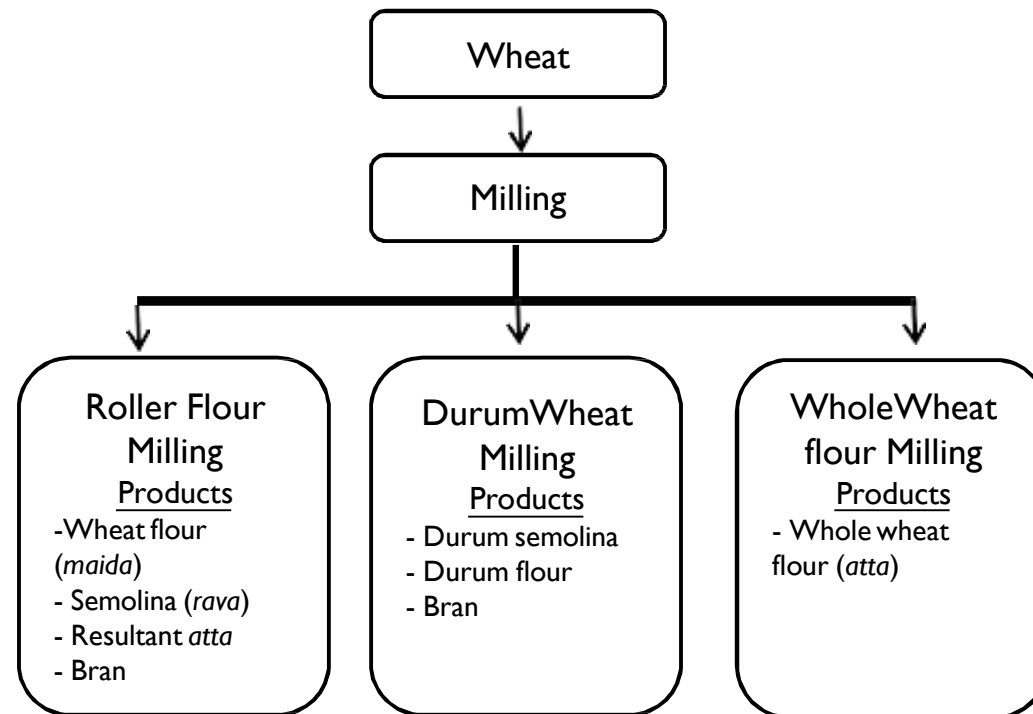 Wheat
Milling
Roller Flour
Milling
Products
-Wheat flour
(maida)
- Semolina (rava)
- Resultant atta
- Bran
DurumWheat
Milling
Products
- Durum semolina
- Durum flour
- Bran
WholeWheat
flour Milling
Products
- Whole wheat
flour (atta)